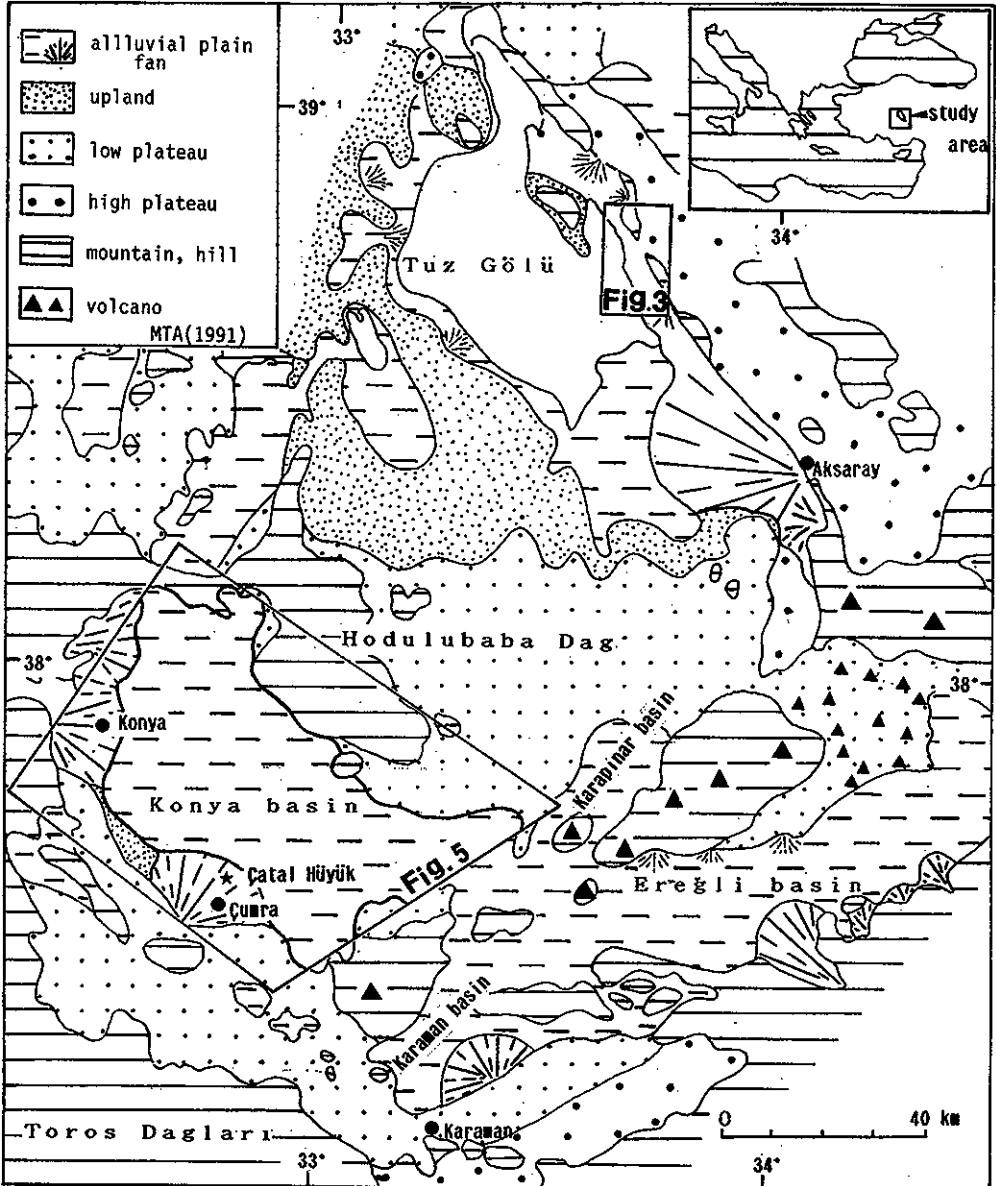 allluvial plain
fan
upland
low plateau
high plateau
mountain, hill
volcano
MTA(1991)
33°
39°
study
area
34°
Tuz Gölü
Fig.3
Aksaray
Hodulubaba Dag
38°
38°
Konya
Karapınar basin
Konya basin
Fig. 5
Çatal Hüyük
Çumra
Ereğli basin
Karaman basin
Karaman
Toros Dagları
0 40 km
33°
34°